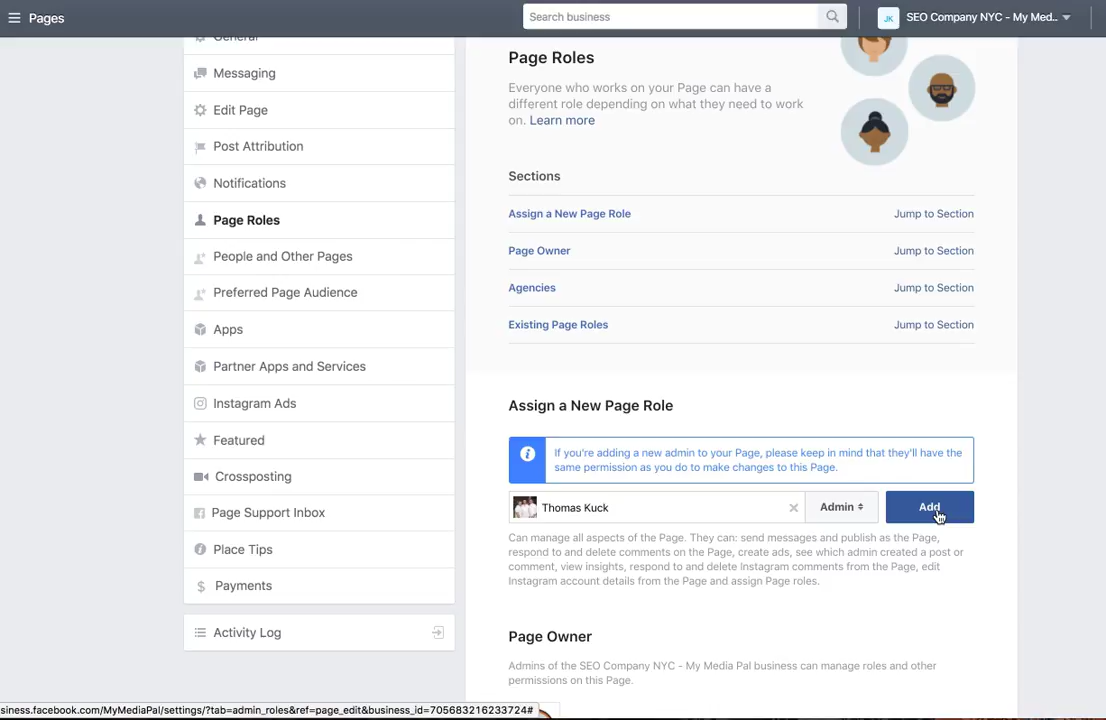 Pages
Search business
JK
SEO Company NYC - My Med..
General
Messaging
Edit Page
Post Attribution
Notifications
Page Roles
People and Other Pages
Preferred Page Audience
Apps
Partner Apps and Services
Instagram Ads
Featured
Crossposting
Page Support Inbox
Place Tips
Payments
Activity Log
Page Roles
Everyone who works on your Page can have a
different role depending on what they need to work
on. Learn more
Sections
Assign a New Page Role Jump to Section
Page Owner Jump to Section
Agencies Jump to Section
Existing Page Roles Jump to Section
Assign a New Page Role
If you're adding a new admin to your Page, please keep in mind that they'll have the
same permission as you do to make changes to this Page.
Thomas Kuck
Admin
Add
Can manage all aspects of the Page. They can: send messages and publish as the Page,
respond to and delete comments on the Page, create ads, see which admin created a post or
comment, view insights, respond to and delete Instagram comments from the Page, edit
Instagram account details from the Page and assign Page roles.
Page Owner
Admins of the SEO Company NYC - My Media Pal business can manage roles and other
permissions on this Page.
siness.facebook.com/MyMediaPal/settings/?tab=admin_roles&ref=page_edit&business_id=705683216233724#